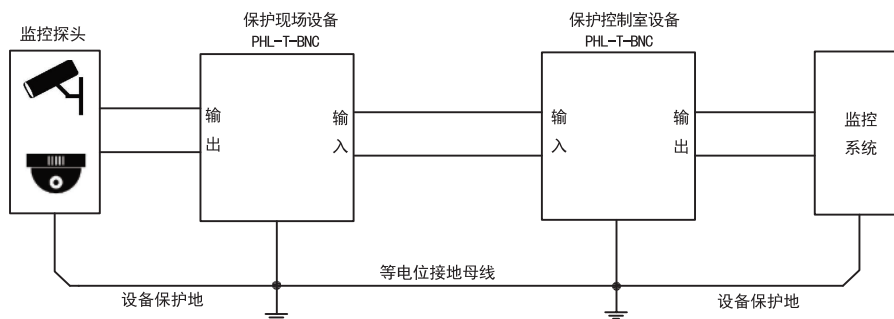 监控探头
保护现场设备
PHL-T-BNC
保护控制室设备
PHL-T-BNC
输出
输入
输入
输出
监控
系统
等电位接地母线
设备保护地
设备保护地